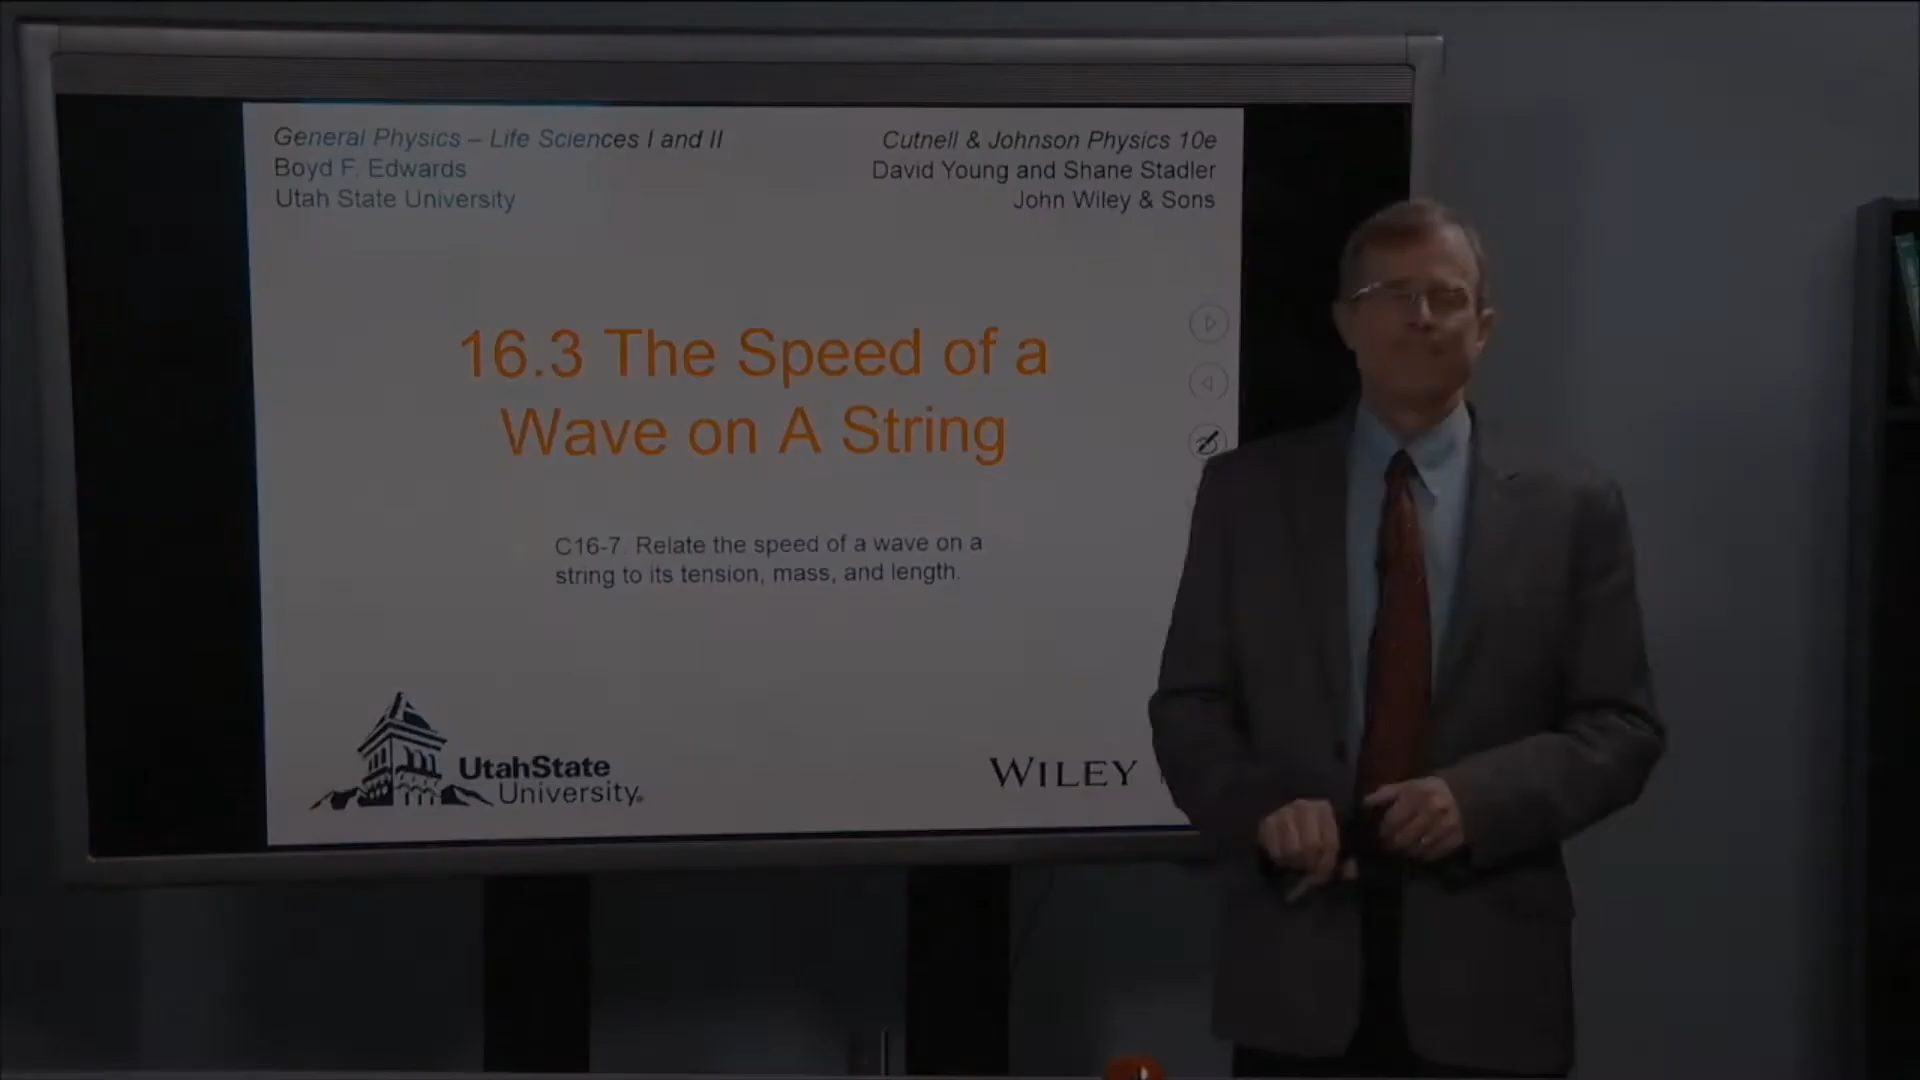 General Physics – Life Sciences I and II
Boyd F. Edwards
Utah State University
Cutnell & Johnson Physics 10e
David Young and Shane Stadler
John Wiley & Sons
16.3 The Speed of a
Wave on A String
C16-7. Relate the speed of a wave on a
string to its tension, mass, and length.
UtahState
University®
WILEY